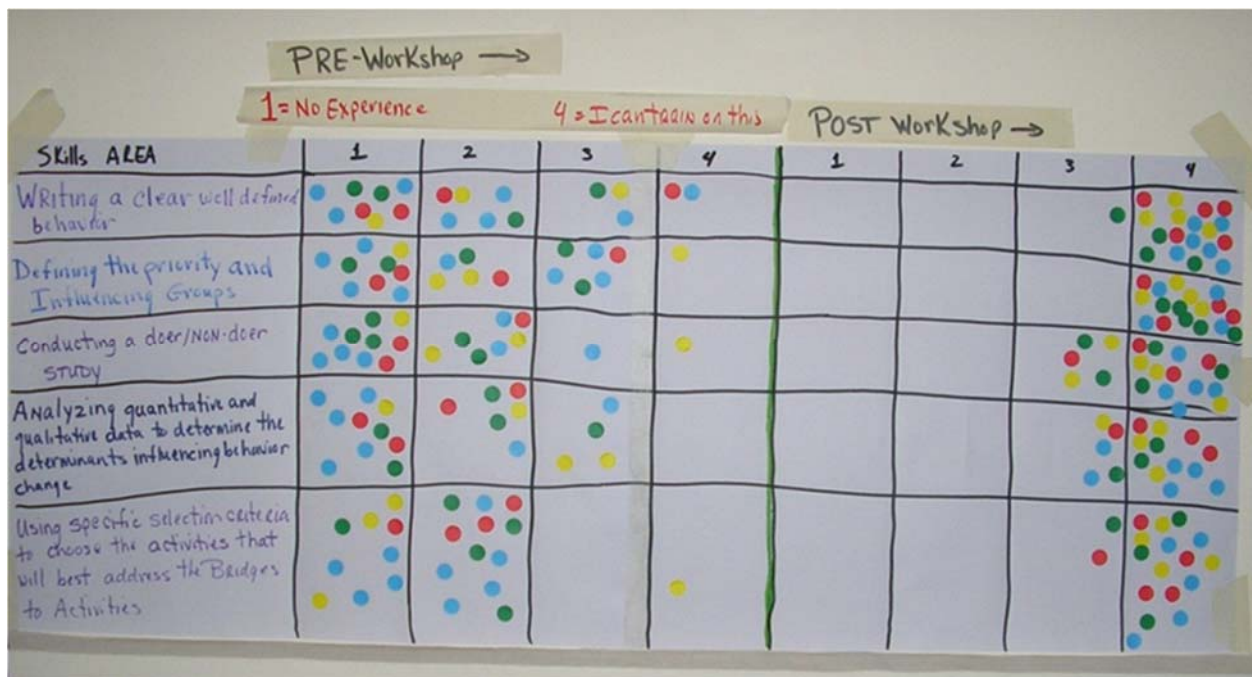 PRE-Workshop →
1 = No Experience 4 = I can train on this
POST Workshop →
Skills AREA 1 2 3 4 1 2 3 4
Writing a clear well defined
behavior
Defining the priority and
Influencing Groups
Conducting a doer/NON-doer
STUDY
Analyzing quantitative and
qualitative data to determine the
determinants influencing behavior
change
Using specific selection criteria
to choose the activities that
will best address the Bridges
to Activities